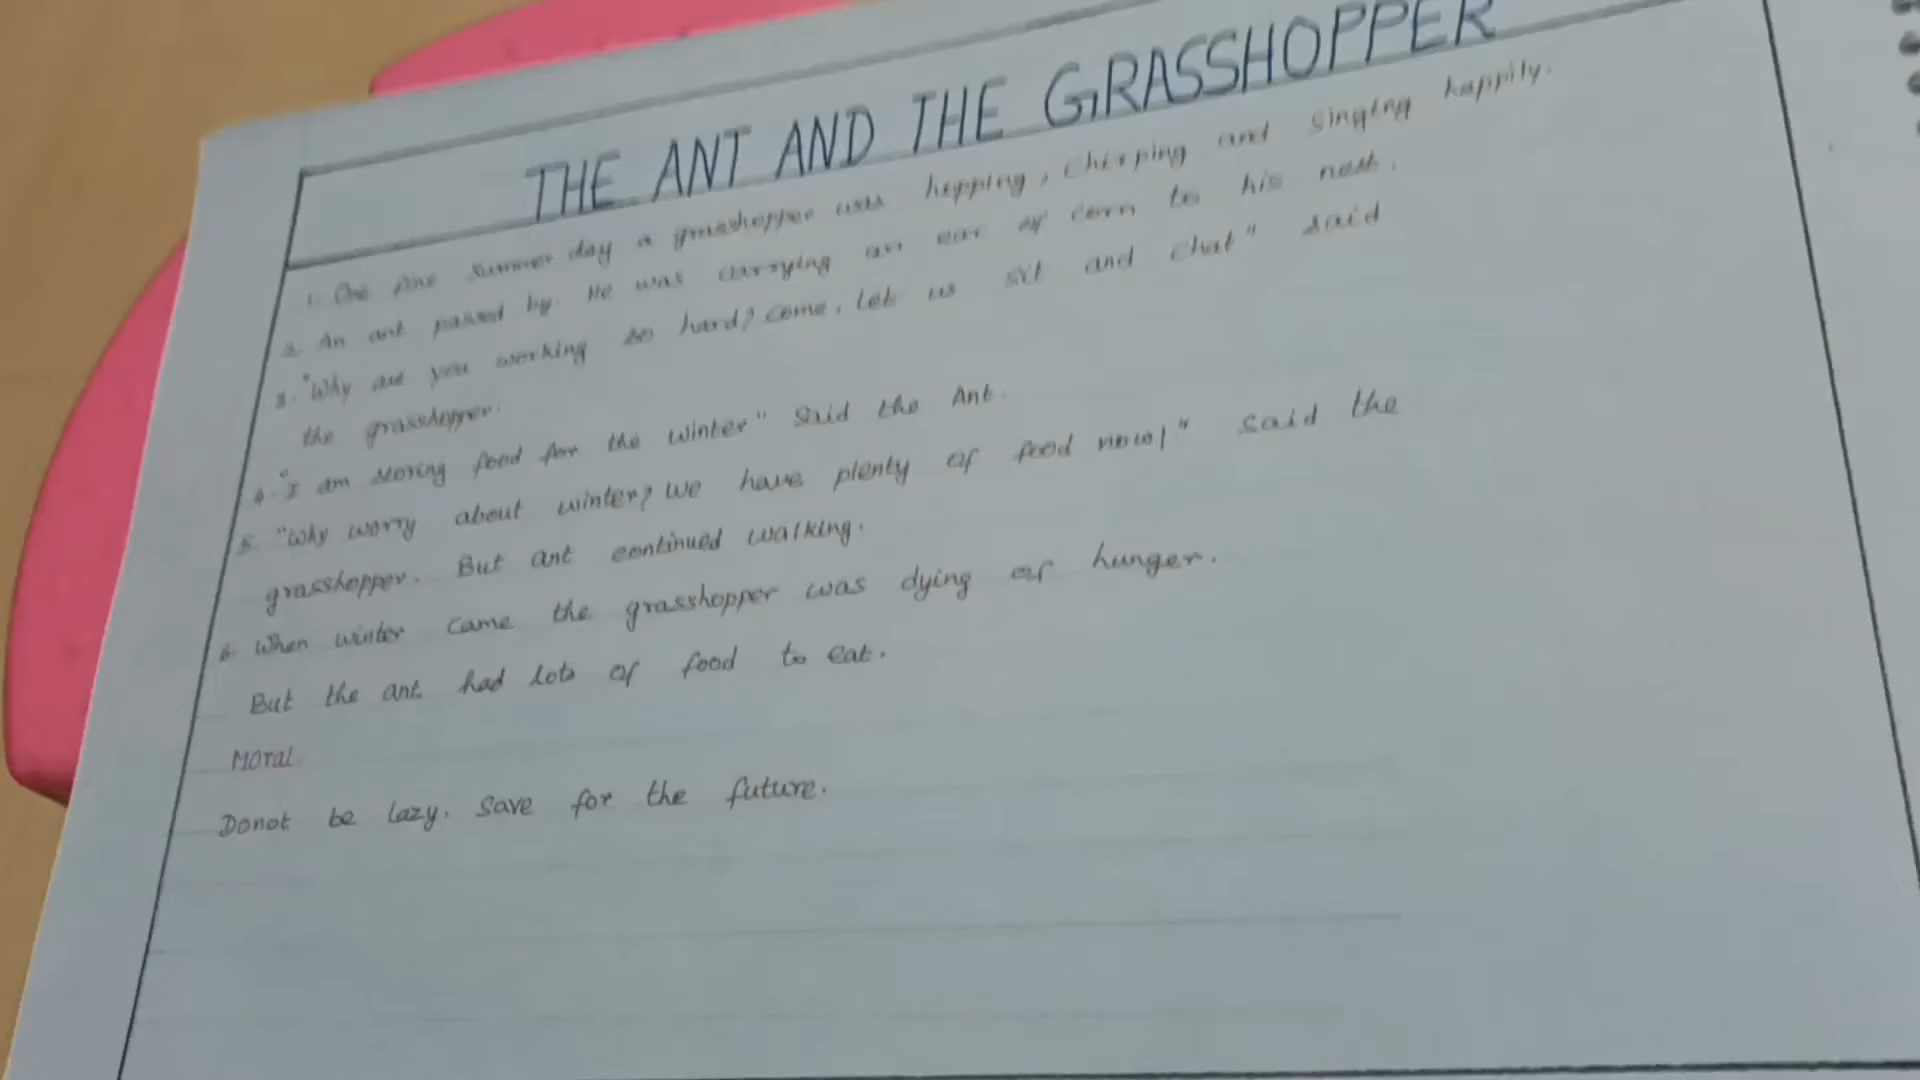 THE ANT AND THE GRASSHOPPER
1. One fine summer day a grasshopper was hopping, chirping and singing happily.
2. An ant passed by. He was carrying an ear of corn to his nest.
3. "Why are you working so hard? Come, let us sit and chat" said
the grasshopper.
4. "I am storing food for the winter" Said the Ant.
5. "Why worry about winter? We have plenty of food now!" said the
grasshopper. But ant continued walking.
6. When winter came the grasshopper was dying of hunger.
But the ant had lots of food to eat.
Moral.
Donot be lazy. Save for the future.